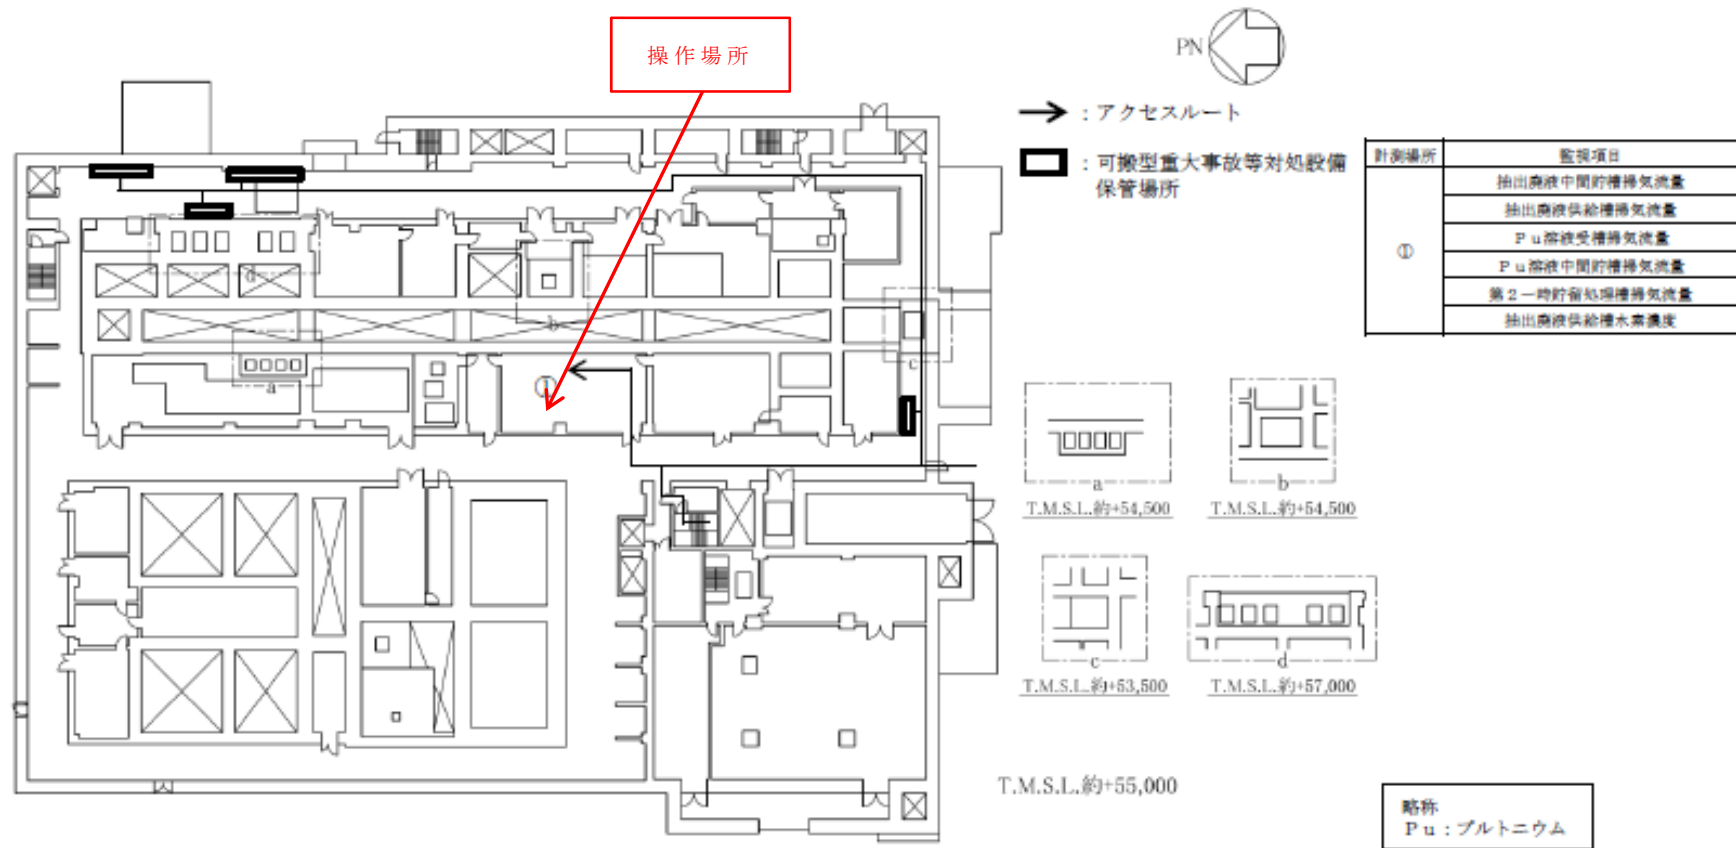 操作場所
PN
：アクセスルート
：可搬型重大事故等対処設備
保管場所
計測場所 監視項目
①
抽出廃液中間貯槽掃気流量
抽出廃液供給槽掃気流量
Ｐｕ溶液受槽掃気流量
Ｐｕ溶液中間貯槽掃気流量
第２一時貯留処理槽掃気流量
抽出廃液供給槽水素濃度
d
b
a
c
①
a
T.M.S.L.約+54,500
b
T.M.S.L.約+54,500
c
T.M.S.L.約+53,500
d
T.M.S.L.約+57,000
T.M.S.L.約+55,000
略称
Ｐｕ：プルトニウム